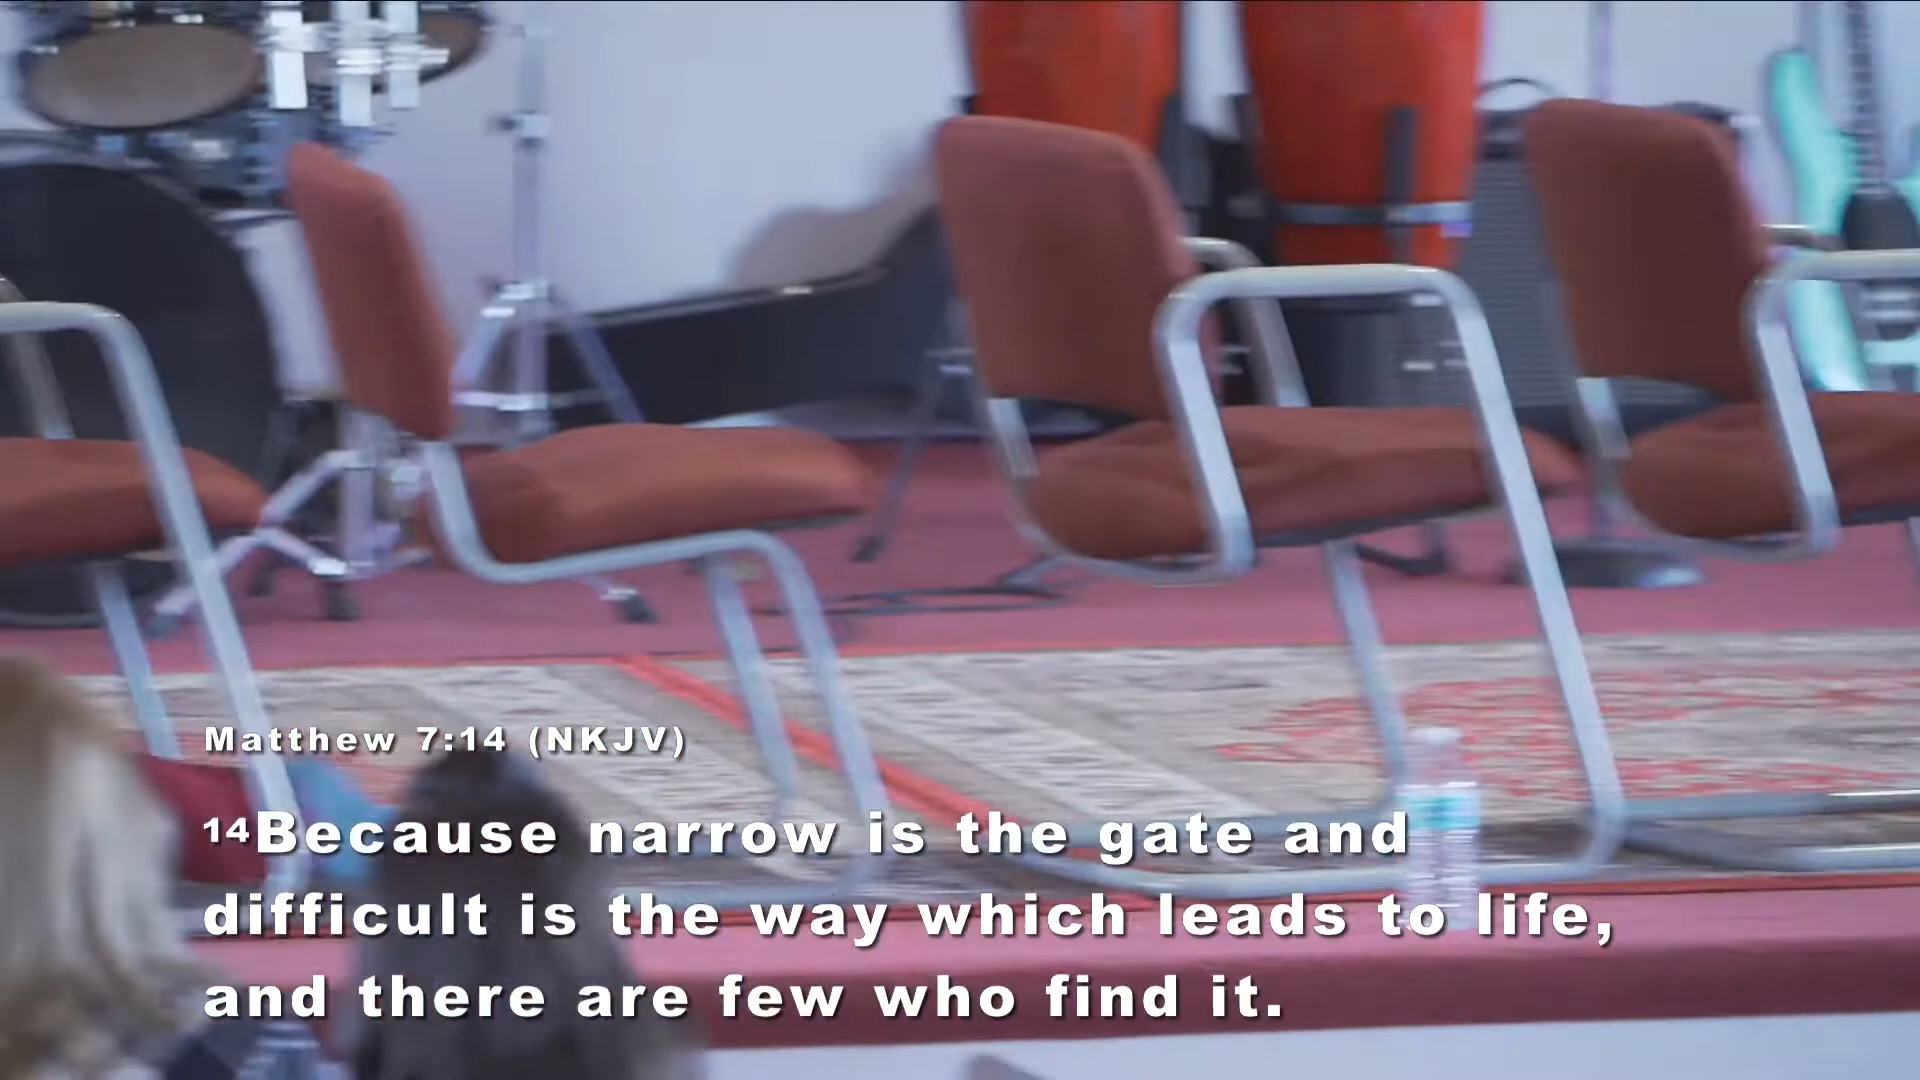 Matthew 7:14 (NKJV)
14Because narrow is the gate and
difficult is the way which leads to life,
and there are few who find it.